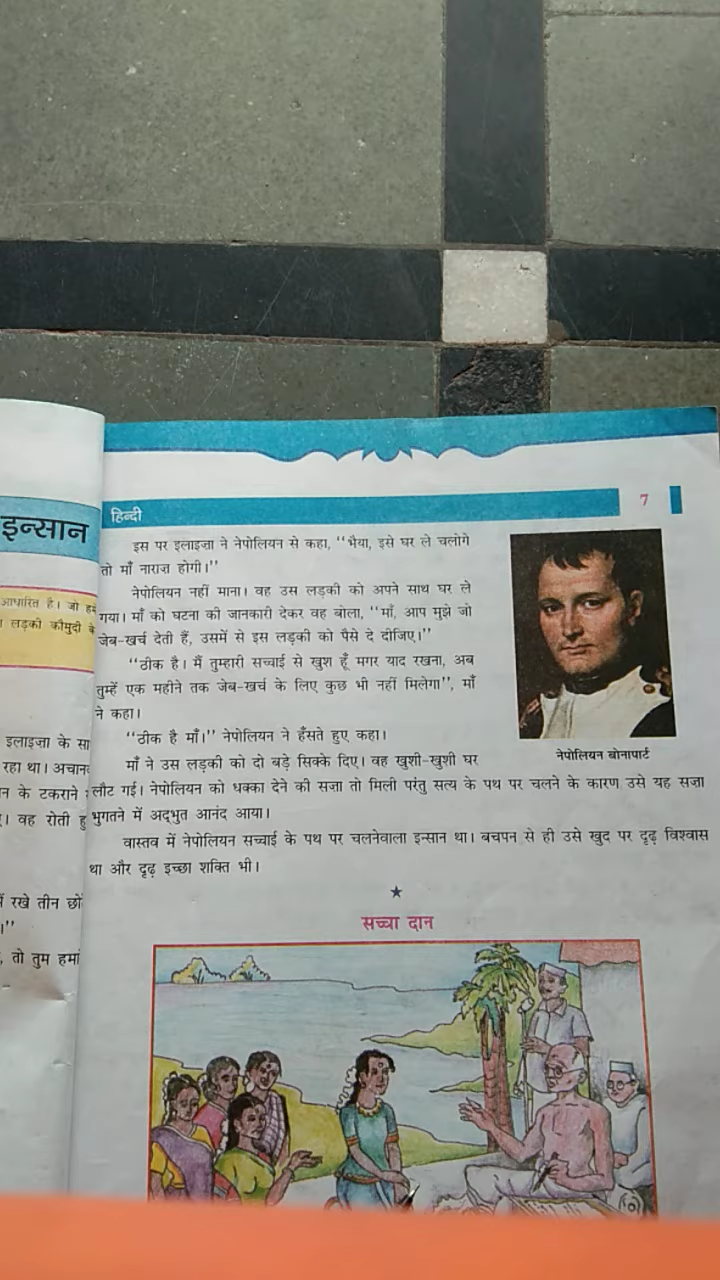 इन्सान
आधारित है। जो हम
लड़की कौमुदी के
इलाइज़ा के सा
रहा था। अचान
न के टकराने
वह रोती हु
में रखे तीन छो
तो तुम हमा
हिन्दी
7
इस पर इलाइज़ा ने नेपोलियन से कहा, ‘‘भैया, इसे घर ले चलोगे
तो माँ नाराज़ होगी।’’
नेपोलियन नहीं माना। वह उस लड़की को अपने साथ घर ले
गया। माँ को घटना की जानकारी देकर वह बोला, ‘‘माँ, आप मुझे जो
जेब-खर्च देती हैं, उसमें से इस लड़की को पैसे दे दीजिए।’’
‘‘ठीक है। मैं तुम्हारी सच्चाई से खुश हूँ मगर याद रखना, अब
तुम्हें एक महीने तक जेब-खर्च के लिए कुछ भी नहीं मिलेगा’’, माँ
ने कहा।
‘‘ठीक है माँ।’’ नेपोलियन ने हँसते हुए कहा।
माँ ने उस लड़की को दो बड़े सिक्के दिए। वह खुशी-खुशी घर
नेपोलियन बोनापार्ट
लौट गई। नेपोलियन को धक्का देने की सज़ा तो मिली परंतु सत्य के पथ पर चलने के कारण उसे यह सज़ा
भुगतने में अद्‌भुत आनंद आया।
वास्तव में नेपोलियन सच्चाई के पथ पर चलनेवाला इन्सान था। बचपन से ही उसे खुद पर दृढ़ विश्वास
था और दृढ़ इच्छा शक्ति भी।
सच्चा दान